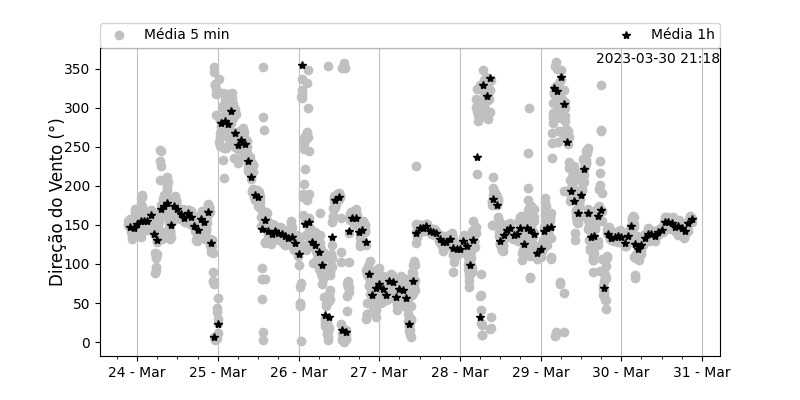 Média 5 min
Média 1h
2023-03-30 21:18
Direção do Vento (°)
350
300
250
200
150
100
50
0
24 - Mar
25 - Mar
26 - Mar
27 - Mar
28 - Mar
29 - Mar
30 - Mar
31 - Mar